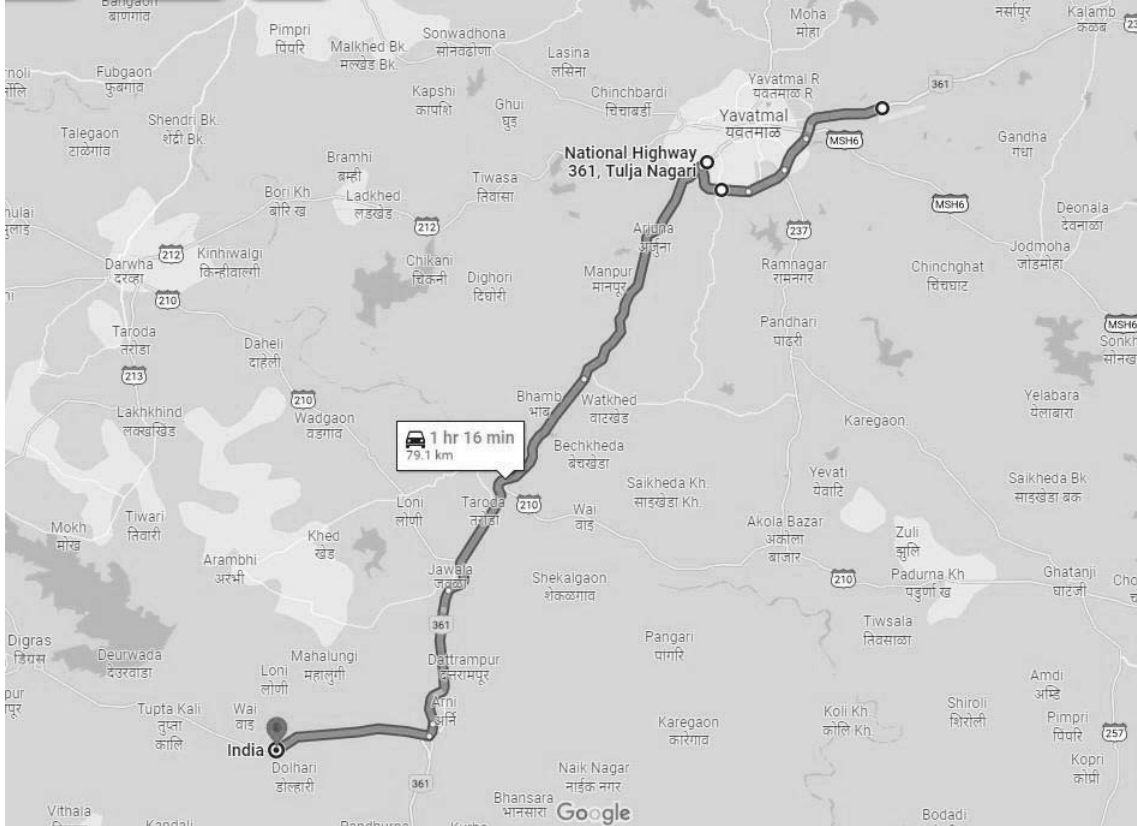 बाणगांव
Pimpri
पिंपरि
Malkhed Bk.
मल्खेड Bk.
Sonwadhona
सोनवढोणा
Moha
मोहा
नर्सापूर
Kalamb
कळंब
Fubgaon
फुबगांव
Lasina
लसिना
Kapshi
कापशि
Ghui
घुइ
Chinchbardi
चिंचाबर्डी
Yavatmal R
यवतमाळ R
361
Shendri Bk.
शेंद्री Bk.
Talegaon
टाळेगांव
Yavatmal
यवतमाळ
MSH6
Gandha
गंधा
Bramhi
ब्रम्ही
National Highway
361, Tulja Nagari
Tiwasa
तिवासा
Bori Kh
बोरि ख
Ladkhed
लडखेड
212
MSH6
Deonala
देवनाळा
Arjuna
अर्जुना
237
212
Kinhiwalgi
किन्हीवाल्गी
Darwha
दारव्हा
Chikani
चिकनी
Dighori
दिघोरी
Manpur
मानपूर
Ramnagar
रामनगर
Chinchghat
चिंचघाट
Jodmoha
जोडमोहा
210
Taroda
तरोडा
Daheli
दाहेली
Pandhari
पांढरी
MSH6
213
210
Bhamb
भांब
Watkhed
वाटखेड
Yelabara
येलाबारा
Lakhkhind
लक्खखिंड
Wadgaon
वडगांव
Karegaon
1 hr 16 min
79.1 km
Bechkheda
बेचखेडा
Saikheda Kh.
साइखेडा Kh.
Yevati
येवाटि
Saikheda Bk
साइखेडा बक
Loni
लोणी
Taroda
तरोडा
210
Wai
वाइ
Mokh
मोख
Tiwari
तिवारी
Khed
खेड
Akola Bazar
अकोला
बाजार
Zuli
झुलि
Arambhi
अरंभी
Jawala
जवळा
Shekalgaon
शेकळगाव
210
Padurna Kh
पडुर्णा ख
Ghatanji
घाटंजी
361
Tiwsala
तिवसाळा
Digras
डिग्रस
Deurwada
देउरवाडा
Loni
लोणी
Mahalungi
महालुंगी
Dattrampur
दत्तरामपूर
Pangari
पांगरि
Amdi
अम्डि
Tupta Kali
तुप्ता
कालि
Wai
वाइ
Arni
अर्नि
Karegaon
कारेगाव
Koli Kh.
कोलि Kh.
Shiroli
शिरोली
Pimpri
पिंपरि
257
India
Dolhari
डोल्हारी
361
Naik Nagar
नाईक नगर
Kopri
कोप्री
Bhansara
भानसारा
Google
Vithala
Bodadi